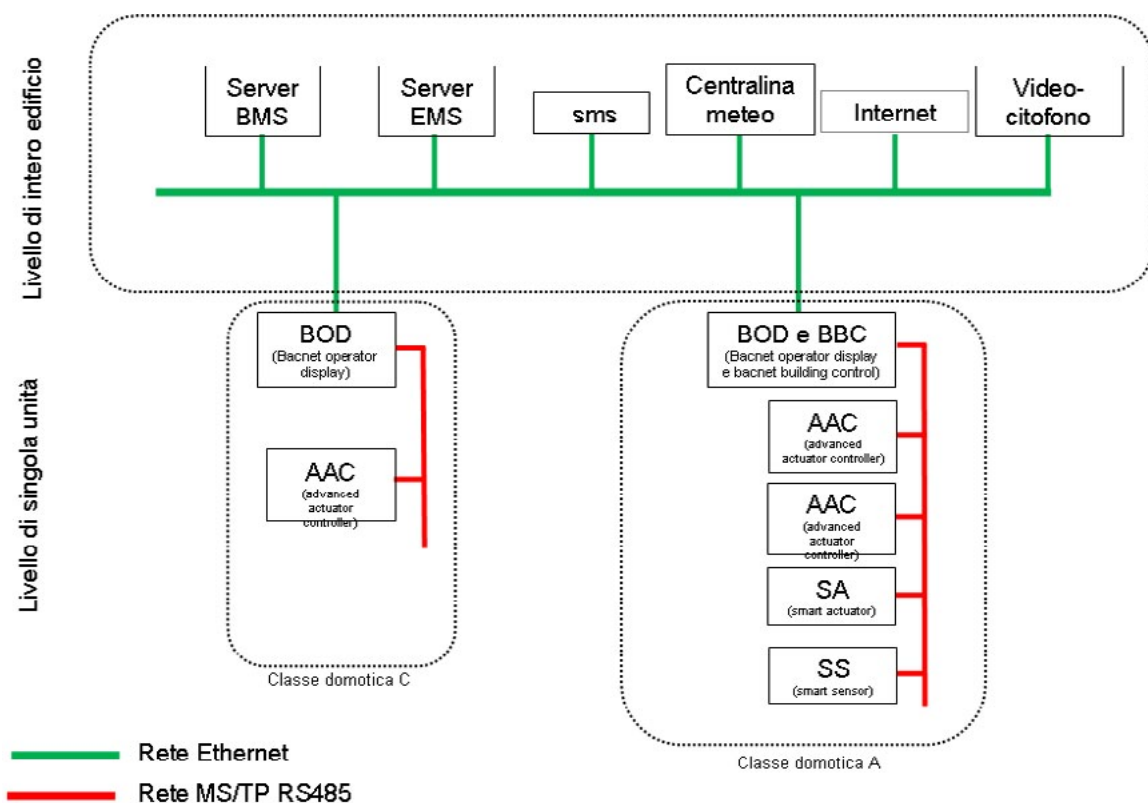 Livello di intero edificio
Server
BMS
Server
EMS
sms
Centralina
meteo
Internet
Video-
citofono
Livello di singola unità
BOD
(Bacnet operator
display)
AAC
(advanced
actuator
controller)
Classe domotica C
BOD e BBC
(Bacnet operator display
e bacnet building control)
AAC
(advanced
actuator controller)
AAC
(advanced
actuator
controller)
SA
(smart actuator)
SS
(smart sensor)
Classe domotica A
Rete Ethernet
Rete MS/TP RS485